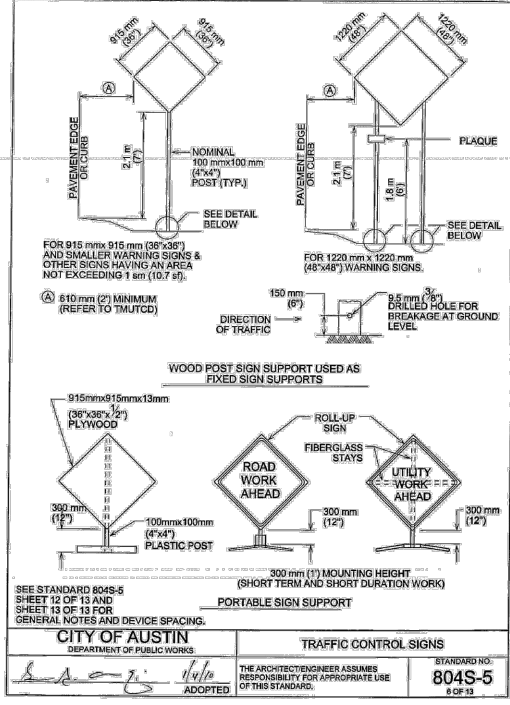 915 mm
(36")
915 mm
(36")
1220 mm
(48")
1220 mm
(48")
A
A
PAVEMENT EDGE
OR CURB
2.1 m
(7')
NOMINAL
100 mmx100 mm
(4"x4")
POST (TYP.)
SEE DETAIL
BELOW
PAVEMENT EDGE
OR CURB
2.1 m
(7')
1.8 m
(6')
PLAQUE
SEE DETAIL
BELOW
FOR 915 mmx 915 mm (36"x36")
AND SMALLER WARNING SIGNS &
OTHER SIGNS HAVING AN AREA
NOT EXCEEDING 1 sm (10.7 sf).
FOR 1220 mm x 1220 mm
(48"x48") WARNING SIGNS.
A 610 mm (2') MINIMUM
(REFER TO TMUTCD)
150 mm
(6")
DIRECTION
OF TRAFFIC
9.5 mm (3/8")
DRILLED HOLE FOR
BREAKAGE AT GROUND
LEVEL
WOOD POST SIGN SUPPORT USED AS
FIXED SIGN SUPPORTS
915mmx915mmx13mm
(36"x36"x1/2")
PLYWOOD
300 mm
(12")
100mmx100mm
(4"x4")
PLASTIC POST
ROLL-UP
SIGN
FIBERGLASS
STAYS
ROAD
WORK
AHEAD
UTILITY
WORK
AHEAD
300 mm
(12")
300 mm
(12")
300 mm (1') MOUNTING HEIGHT
(SHORT TERM AND SHORT DURATION WORK)
PORTABLE SIGN SUPPORT
SEE STANDARD 804S-5
SHEET 12 OF 13 AND
SHEET 13 OF 13 FOR
GENERAL NOTES AND DEVICE SPACING.
CITY OF AUSTIN
DEPARTMENT OF PUBLIC WORKS
TRAFFIC CONTROL SIGNS
1/4/10
ADOPTED
THE ARCHITECT/ENGINEER ASSUMES
RESPONSIBILITY FOR APPROPRIATE USE
OF THIS STANDARD.
STANDARD NO.
804S-5
6 OF 13